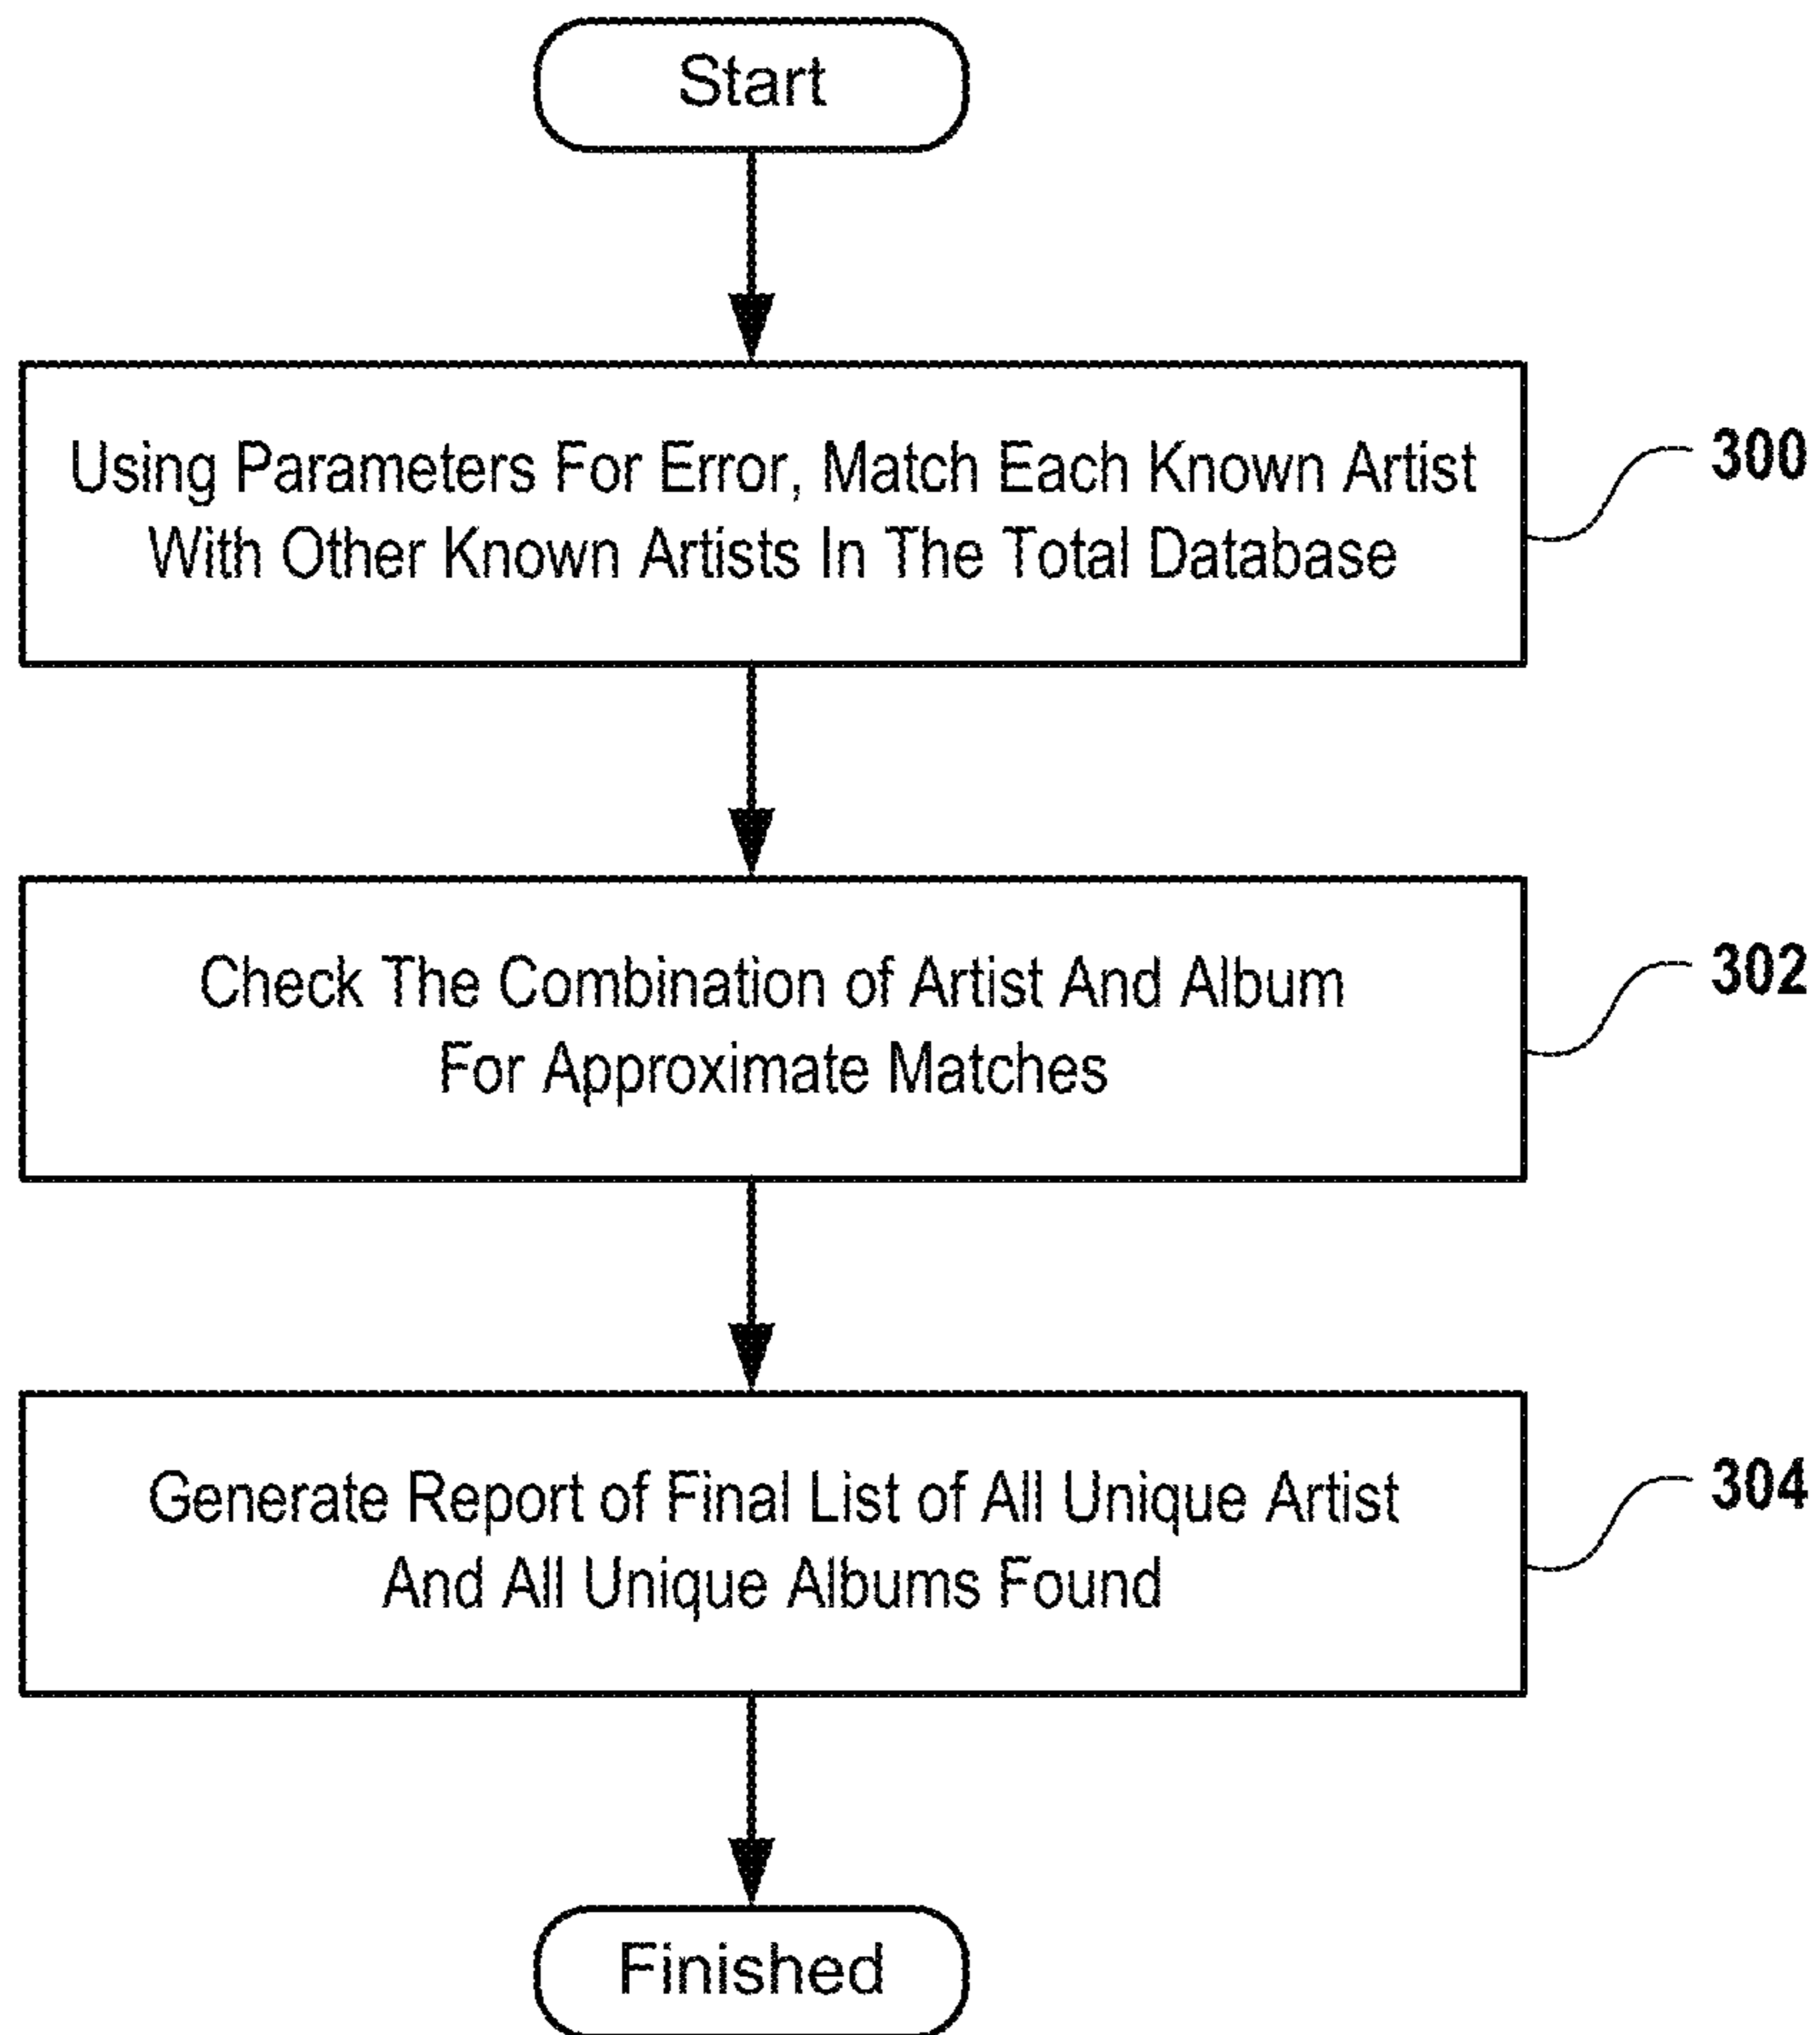 Start
Using Parameters For Error, Match Each Known Artist
With Other Known Artists In The Total Database
300
Check The Combination of Artist And Album
For Approximate Matches
302
Generate Report of Final List of All Unique Artist
And All Unique Albums Found
304
Finished